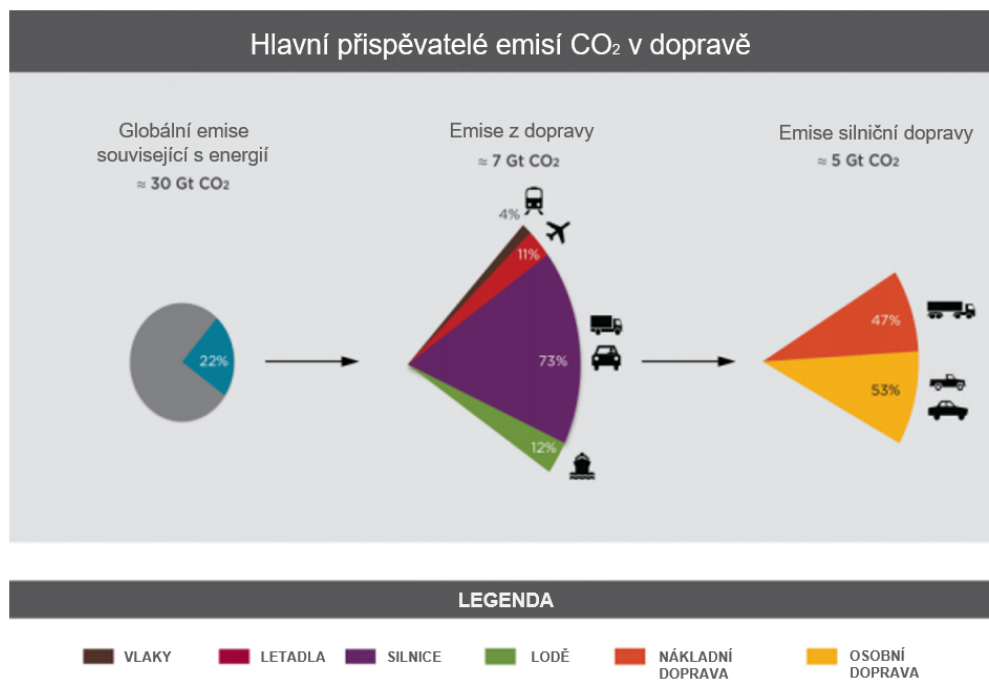 Hlavní přispěvatelé emisí CO₂ v dopravě
Globální emise
související s energií
≈ 30 Gt CO₂
22%
Emise z dopravy
≈ 7 Gt CO₂
4%
11%
73%
12%
Emise silniční dopravy
≈ 5 Gt CO₂
47%
53%
LEGENDA
VLAKY
LETADLA
SILNICE
LODĚ
NÁKLADNÍ
DOPRAVA
OSOBNÍ
DOPRAVA